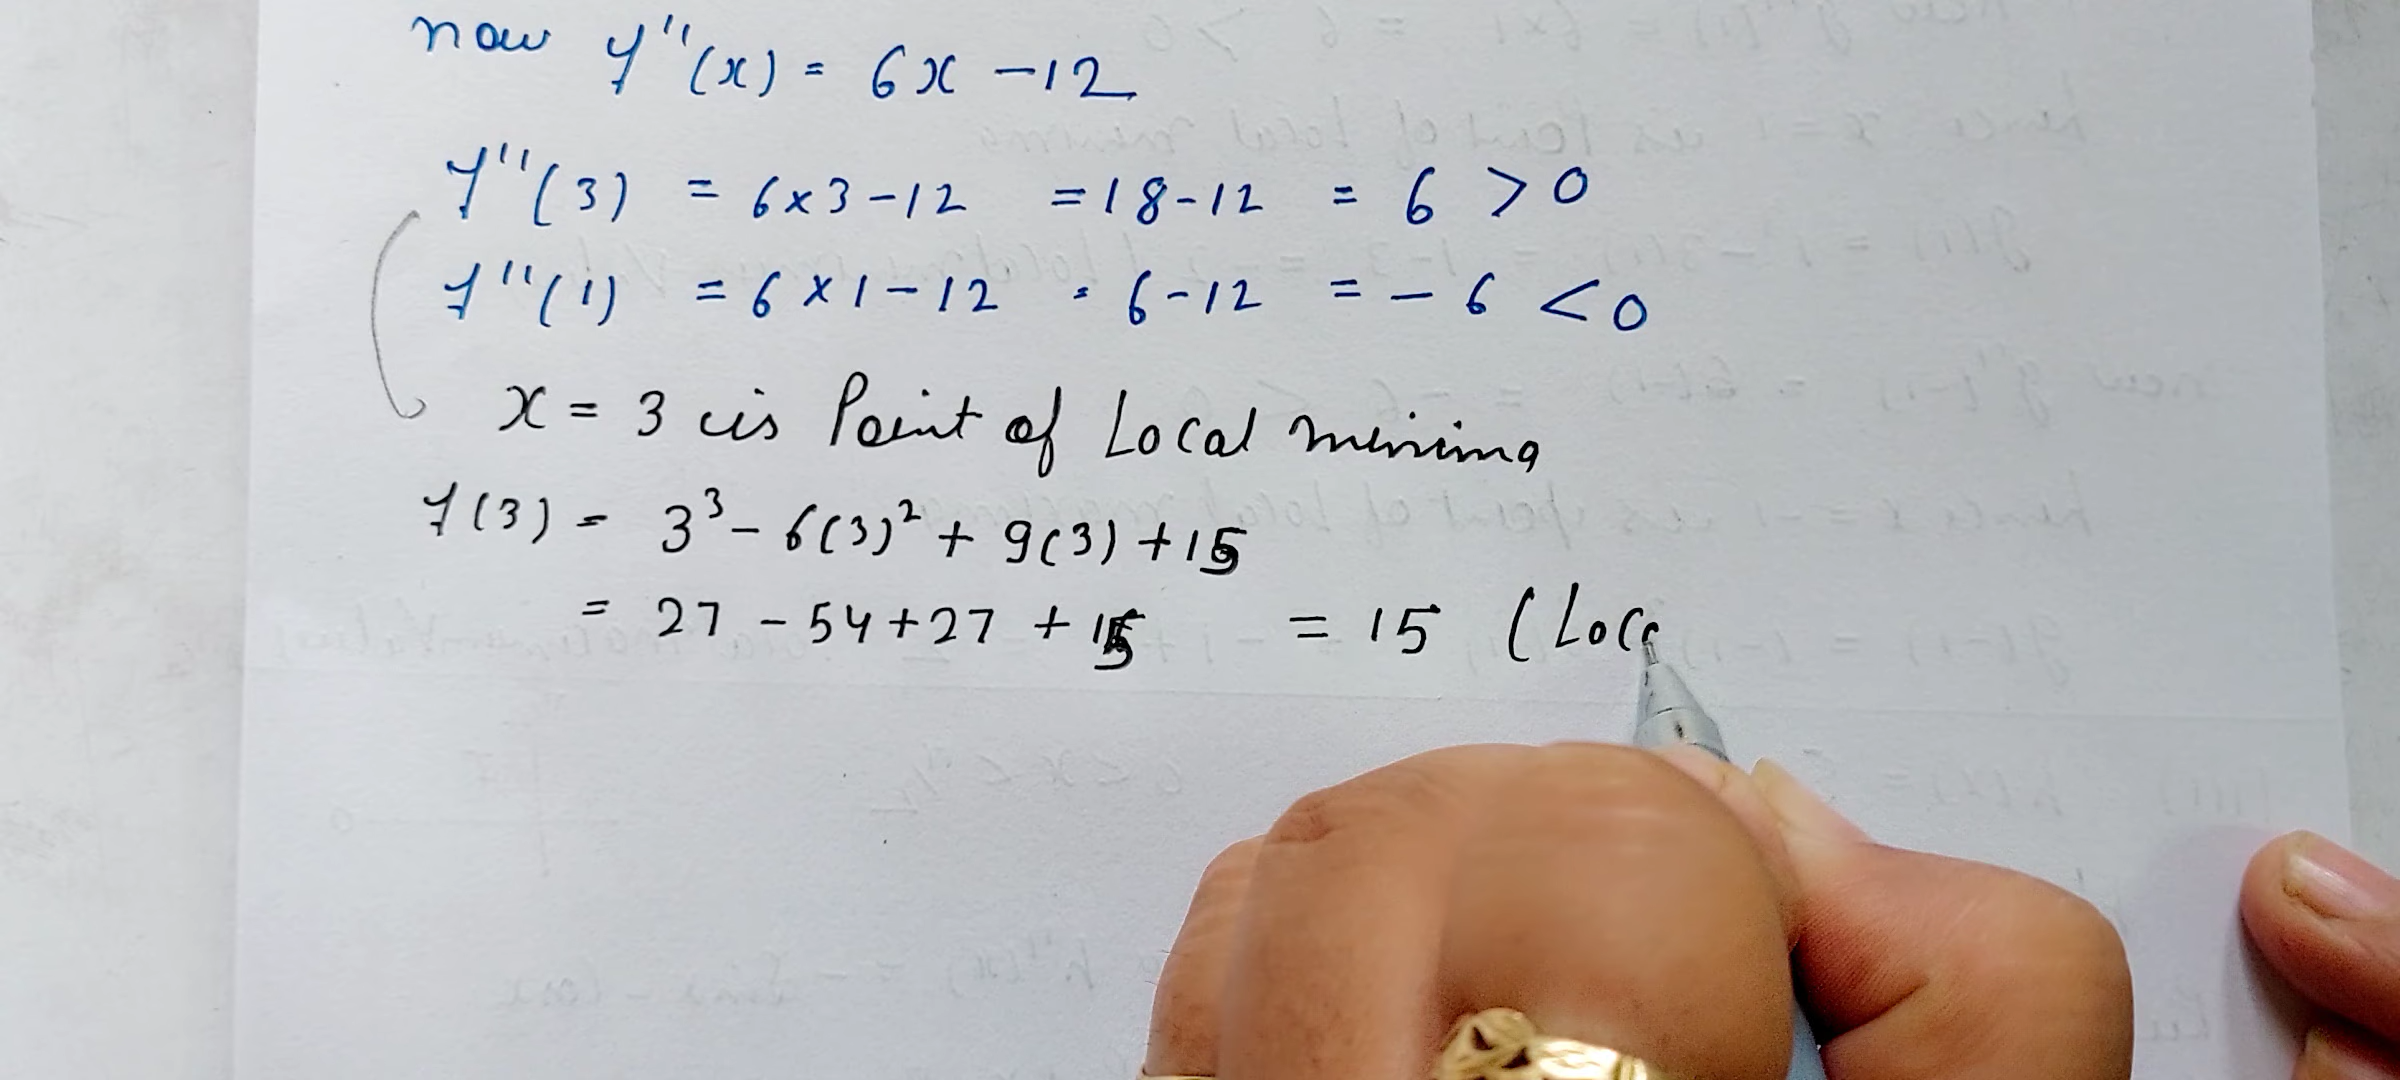 now f''(x) = 6x - 12
f''(3) = 6×3-12 = 18-12 = 6 > 0
f''(1) = 6×1-12 = 6-12 = -6 < 0
x = 3 is Point of Local minima
f(3) = 3³ - 6(3)² + 9(3) + 15
= 27 - 54 + 27 + 15 = 15 (Loca